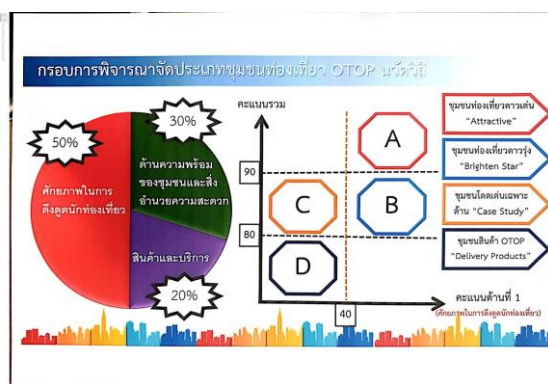 กรอบการพิจารณาจัดประเภทชุมชนท่องเที่ยว OTOP นวัตวิถี
50%
30%
ศักยภาพในการ
ดึงดูดนักท่องเที่ยว
ด้านความพร้อม
ของชุมชนและสิ่ง
อำนวยความสะดวก
สินค้าและบริการ
20%
คะแนนรวม
90
80
40
A
B
C
D
คะแนนด้านที่ 1
(ศักยภาพในการดึงดูดนักท่องเที่ยว)
ชุมชนท่องเที่ยวดาวเด่น
"Attractive"
ชุมชนท่องเที่ยวดาวรุ่ง
"Brighten Star"
ชุมชนโดดเด่นเฉพาะ
ด้าน "Case Study"
ชุมชนสินค้า OTOP
"Delivery Products"